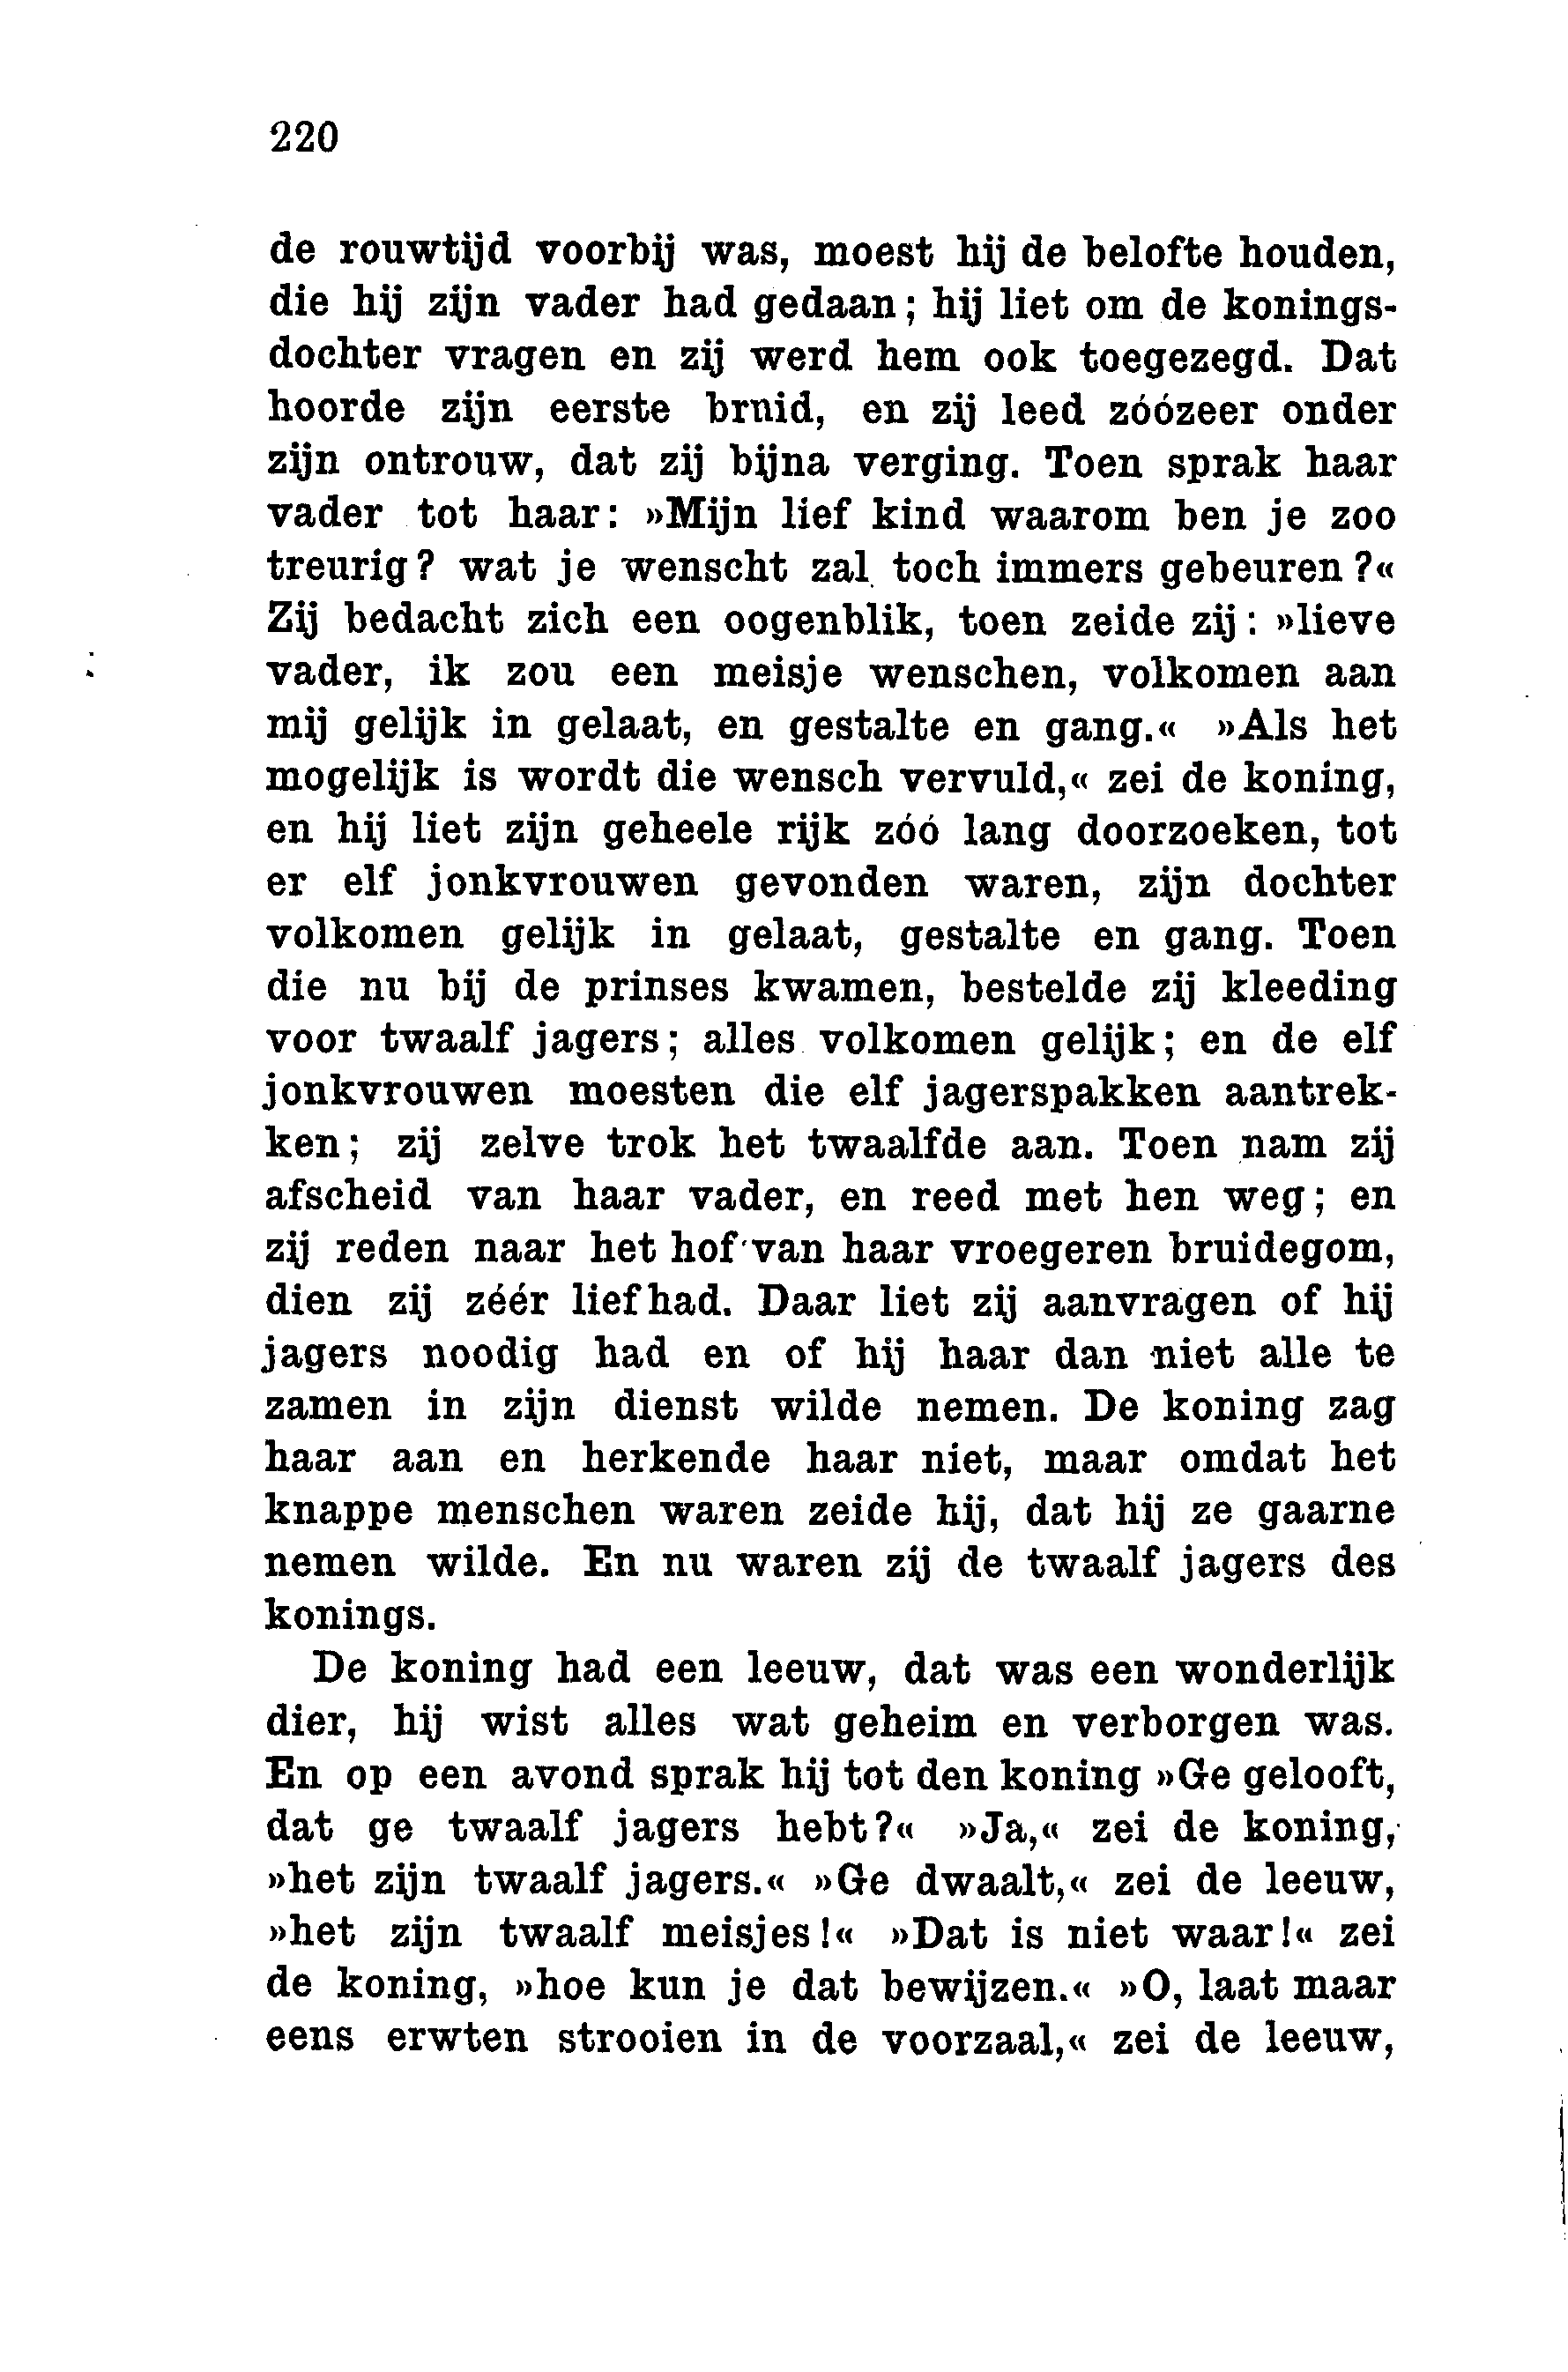 220
de rouwtijd voorbij was, moest hij de belofte houden,
die hij zijn vader had gedaan; hij liet om de konings-
dochter vragen en zij werd hem ook toegezegd. Dat
hoorde zijn eerste brnid, en zij leed zóózeer onder
zijn ontrouw, dat zij bijna verging. Toen sprak haar
vader tot haar: »Mijn lief kind waarom ben je zoo
treurig? wat je wenscht zal toch immers gebeuren?«
Zij bedacht zich een oogenblik, toen zeide zij: »lieve
vader, ik zou een meisje wenschen, volkomen aan
mij gelijk in gelaat, en gestalte en gang.« »Als het
mogelijk is wordt die wensch vervuld,« zei de koning,
en hij liet zijn geheele rijk zóó lang doorzoeken, tot
er elf jonkvrouwen gevonden waren, zijn dochter
volkomen gelijk in gelaat, gestalte en gang. Toen
die nu bij de prinses kwamen, bestelde zij kleeding
voor twaalf jagers; alles volkomen gelijk; en de elf
jonkvrouwen moesten die elf jagerspakken aantrek-
ken; zij zelve trok het twaalfde aan. Toen nam zij
afscheid van haar vader, en reed met hen weg; en
zij reden naar het hof van haar vroegeren bruidegom,
dien zij zéér liefhad. Daar liet zij aanvragen of hij
jagers noodig had en of hij haar dan niet alle te
zamen in zijn dienst wilde nemen. De koning zag
haar aan en herkende haar niet, maar omdat het
knappe menschen waren zeide hij, dat hij ze gaarne
nemen wilde. En nu waren zij de twaalf jagers des
konings.
De koning had een leeuw, dat was een wonderlijk
dier, hij wist alles wat geheim en verborgen was.
En op een avond sprak hij tot den koning »Ge gelooft,
dat ge twaalf jagers hebt?« »Ja,« zei de koning,
»het zijn twaalf jagers.« »Ge dwaalt,« zei de leeuw,
»het zijn twaalf meisjes!« »Dat is niet waar!« zei
de koning, »hoe kun je dat bewijzen.« »O, laat maar
eens erwten strooien in de voorzaal,« zei de leeuw,